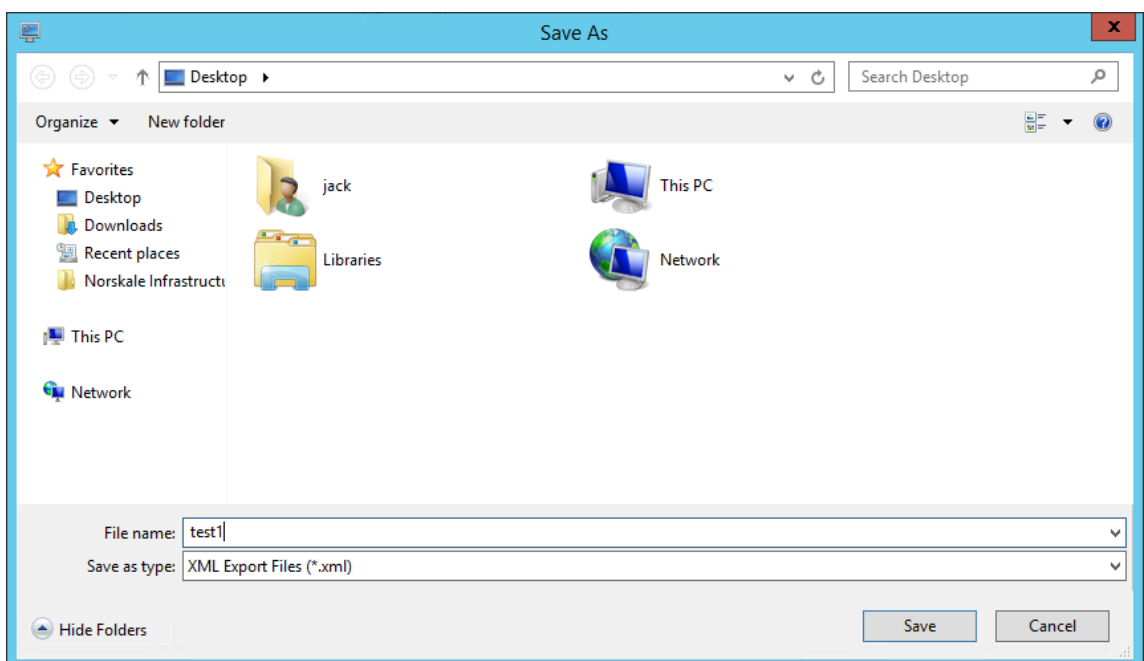 Save As
Desktop
Search Desktop
Organize New folder
Favorites
Desktop
Downloads
Recent places
Norskale Infrastructu
This PC
Network
jack This PC
Libraries Network
File name: test1
Save as type: XML Export Files (*.xml)
Hide Folders Save Cancel